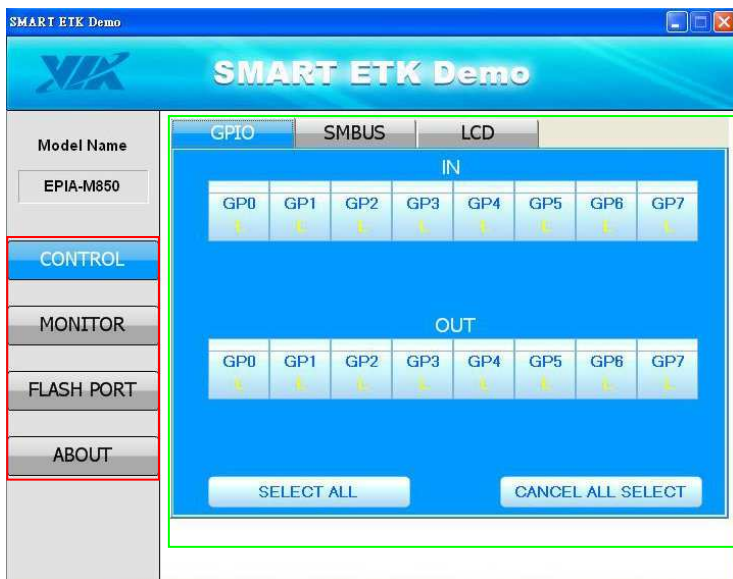 SMART ETK Demo
VIA
SMART ETK Demo
Model Name
EPIA-M850
CONTROL
MONITOR
FLASH PORT
ABOUT
GPIO SMBUS LCD
IN
GP0 GP1 GP2 GP3 GP4 GP5 GP6 GP7
L L L L L L L L
OUT
GP0 GP1 GP2 GP3 GP4 GP5 GP6 GP7
L L L L L L L L
SELECT ALL CANCEL ALL SELECT